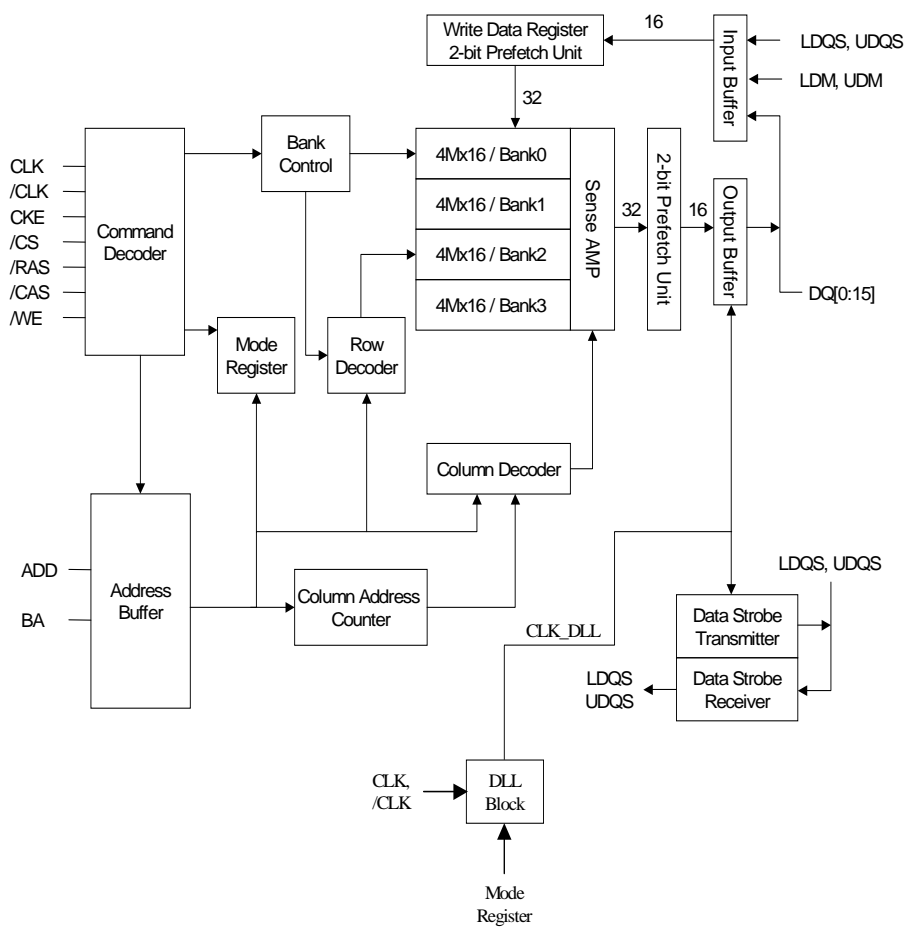 Write Data Register
2-bit Prefetch Unit
16
Input Buffer
LDQS, UDQS
LDM, UDM
32
CLK
/CLK
CKE
/CS
/RAS
/CAS
/WE
Command
Decoder
Bank
Control
4Mx16 / Bank0
4Mx16 / Bank1
4Mx16 / Bank2
4Mx16 / Bank3
Sense AMP
32
2-bit Prefetch Unit
16
Output Buffer
DQ[0:15]
Mode
Register
Row
Decoder
Column Decoder
ADD
BA
Address
Buffer
Column Address
Counter
CLK_DLL
LDQS, UDQS
Data Strobe
Transmitter
Data Strobe
Receiver
LDQS
UDQS
CLK,
/CLK
DLL
Block
Mode
Register